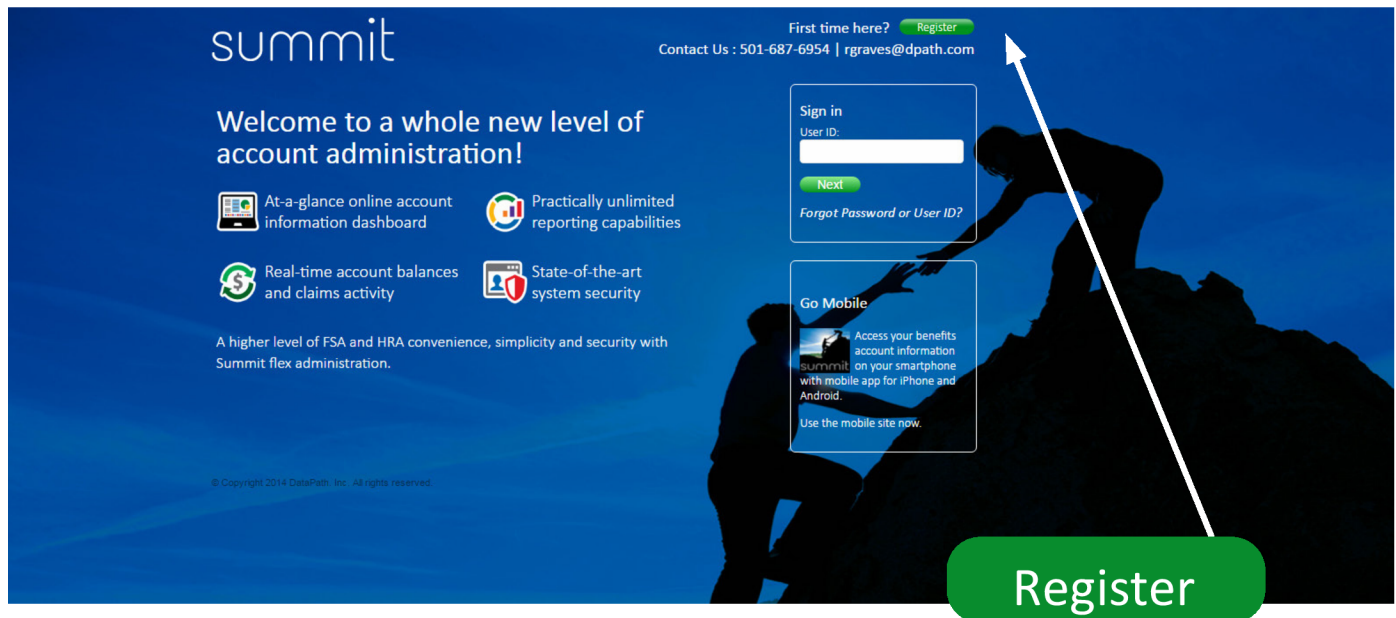 summit
First time here? Register
Contact Us : 501-687-6954 | rgraves@dpath.com
Welcome to a whole new level of
account administration!
At-a-glance online account
information dashboard
Practically unlimited
reporting capabilities
Real-time account balances
and claims activity
State-of-the-art
system security
A higher level of FSA and HRA convenience, simplicity and security with
Summit flex administration.
© Copyright 2014 DataPath, Inc. All rights reserved.
Sign in
User ID:
Next
Forgot Password or User ID?
Go Mobile
summit
Access your benefits
account information
on your smartphone
with mobile app for iPhone and
Android.
Use the mobile site now.
Register